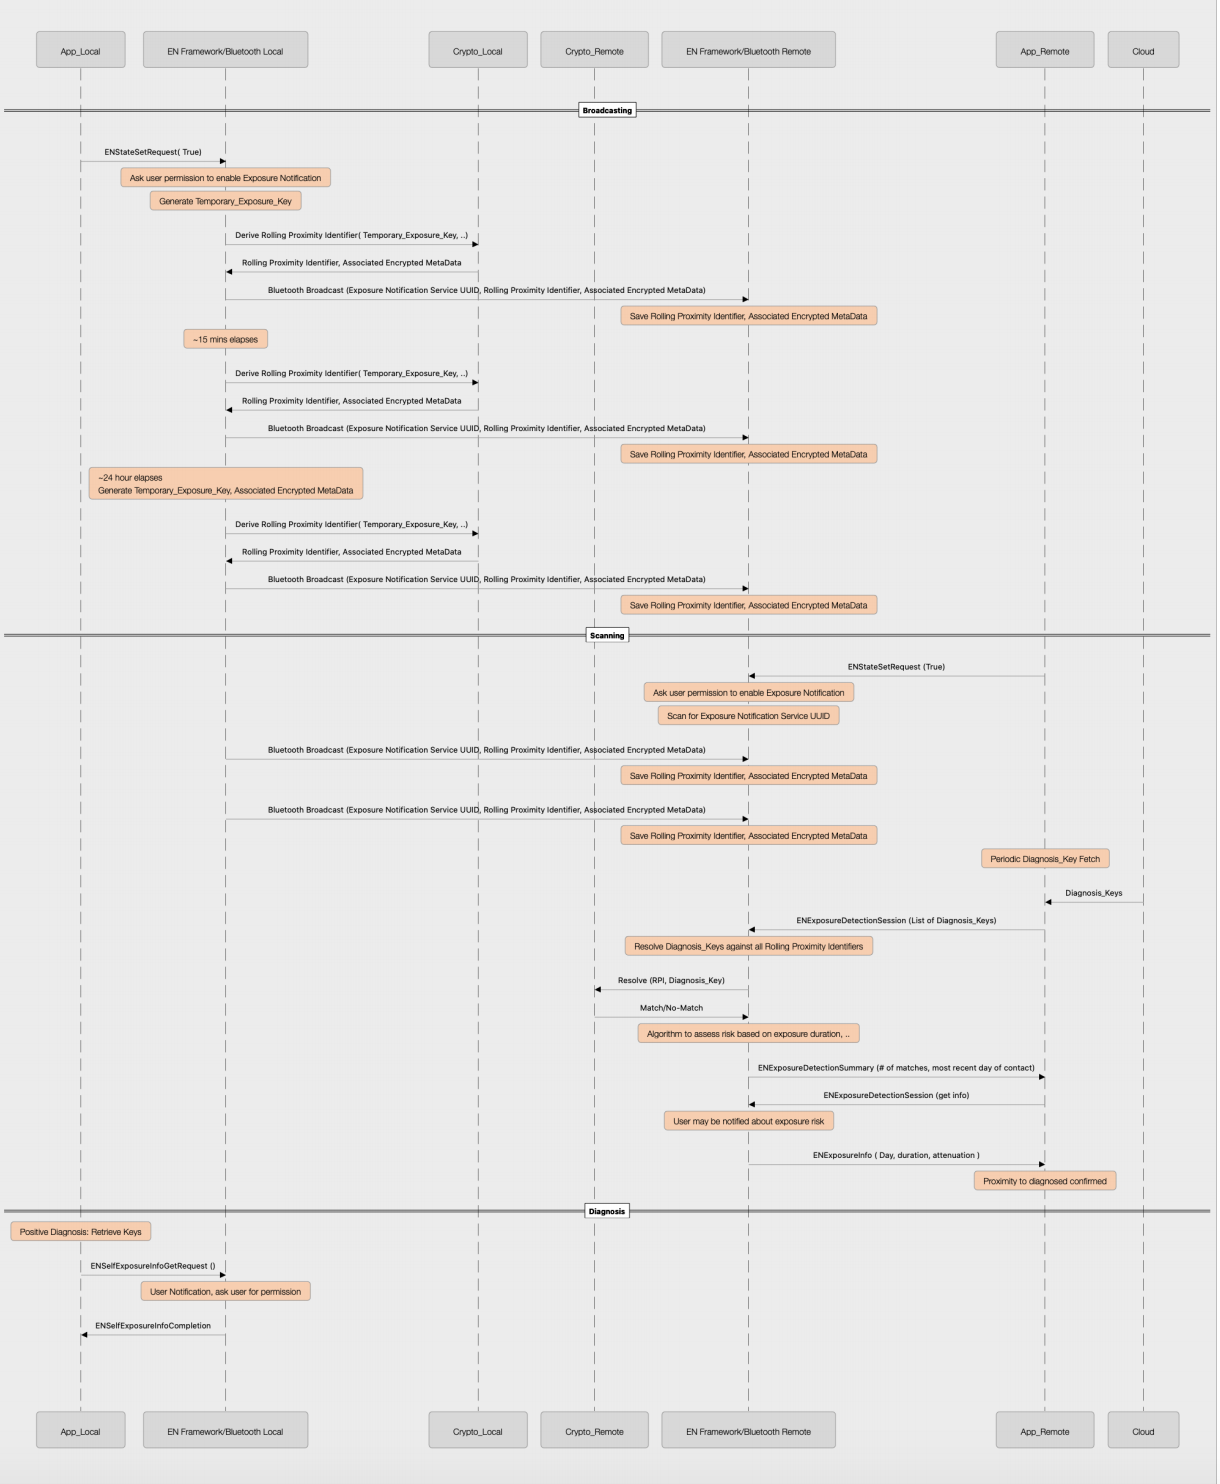 App_Local
EN Framework/Bluetooth Local
Crypto_Local
Crypto_Remote
EN Framework/Bluetooth Remote
App_Remote
Cloud
Broadcasting
ENStateSetRequest( True)
Ask user permission to enable Exposure Notification
Generate Temporary_Exposure_Key
Derive Rolling Proximity Identifier( Temporary_Exposure_Key, ..)
Rolling Proximity Identifier, Associated Encrypted MetaData
Bluetooth Broadcast (Exposure Notification Service UUID, Rolling Proximity Identifier, Associated Encrypted MetaData)
Save Rolling Proximity Identifier, Associated Encrypted MetaData
~15 mins elapses
Derive Rolling Proximity Identifier( Temporary_Exposure_Key, ..)
Rolling Proximity Identifier, Associated Encrypted MetaData
Bluetooth Broadcast (Exposure Notification Service UUID, Rolling Proximity Identifier, Associated Encrypted MetaData)
Save Rolling Proximity Identifier, Associated Encrypted MetaData
~24 hour elapses
Generate Temporary_Exposure_Key, Associated Encrypted MetaData
Derive Rolling Proximity Identifier( Temporary_Exposure_Key, ..)
Rolling Proximity Identifier, Associated Encrypted MetaData
Bluetooth Broadcast (Exposure Notification Service UUID, Rolling Proximity Identifier, Associated Encrypted MetaData)
Save Rolling Proximity Identifier, Associated Encrypted MetaData
Scanning
ENStateSetRequest (True)
Ask user permission to enable Exposure Notification
Scan for Exposure Notification Service UUID
Bluetooth Broadcast (Exposure Notification Service UUID, Rolling Proximity Identifier, Associated Encrypted MetaData)
Save Rolling Proximity Identifier, Associated Encrypted MetaData
Bluetooth Broadcast (Exposure Notification Service UUID, Rolling Proximity Identifier, Associated Encrypted MetaData)
Save Rolling Proximity Identifier, Associated Encrypted MetaData
Periodic Diagnosis_Key Fetch
Diagnosis_Keys
ENExposureDetectionSession (List of Diagnosis_Keys)
Resolve Diagnosis_Keys against all Rolling Proximity Identifiers
Resolve (RPI, Diagnosis_Key)
Match/No-Match
Algorithm to assess risk based on exposure duration, ..
ENExposureDetectionSummary (# of matches, most recent day of contact)
ENExposureDetectionSession (get info)
User may be notified about exposure risk
ENExposureInfo ( Day, duration, attenuation )
Proximity to diagnosed confirmed
Diagnosis
Positive Diagnosis: Retrieve Keys
ENSelfExposureInfoGetRequest ()
User Notification, ask user for permission
ENSelfExposureInfoCompletion
App_Local
EN Framework/Bluetooth Local
Crypto_Local
Crypto_Remote
EN Framework/Bluetooth Remote
App_Remote
Cloud